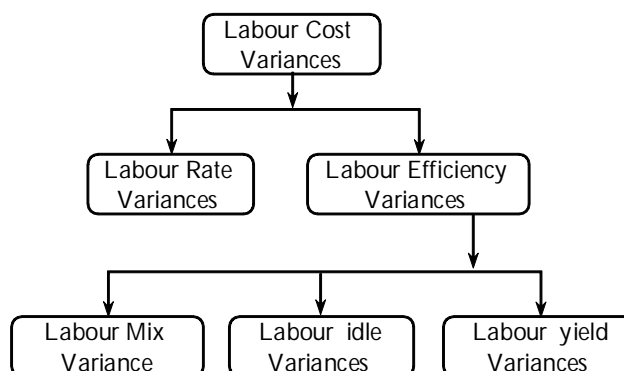 Labour Cost
Variances
Labour Rate
Variances
Labour Efficiency
Variances
Labour Mix
Variance
Labour idle
Variances
Labour yield
Variances